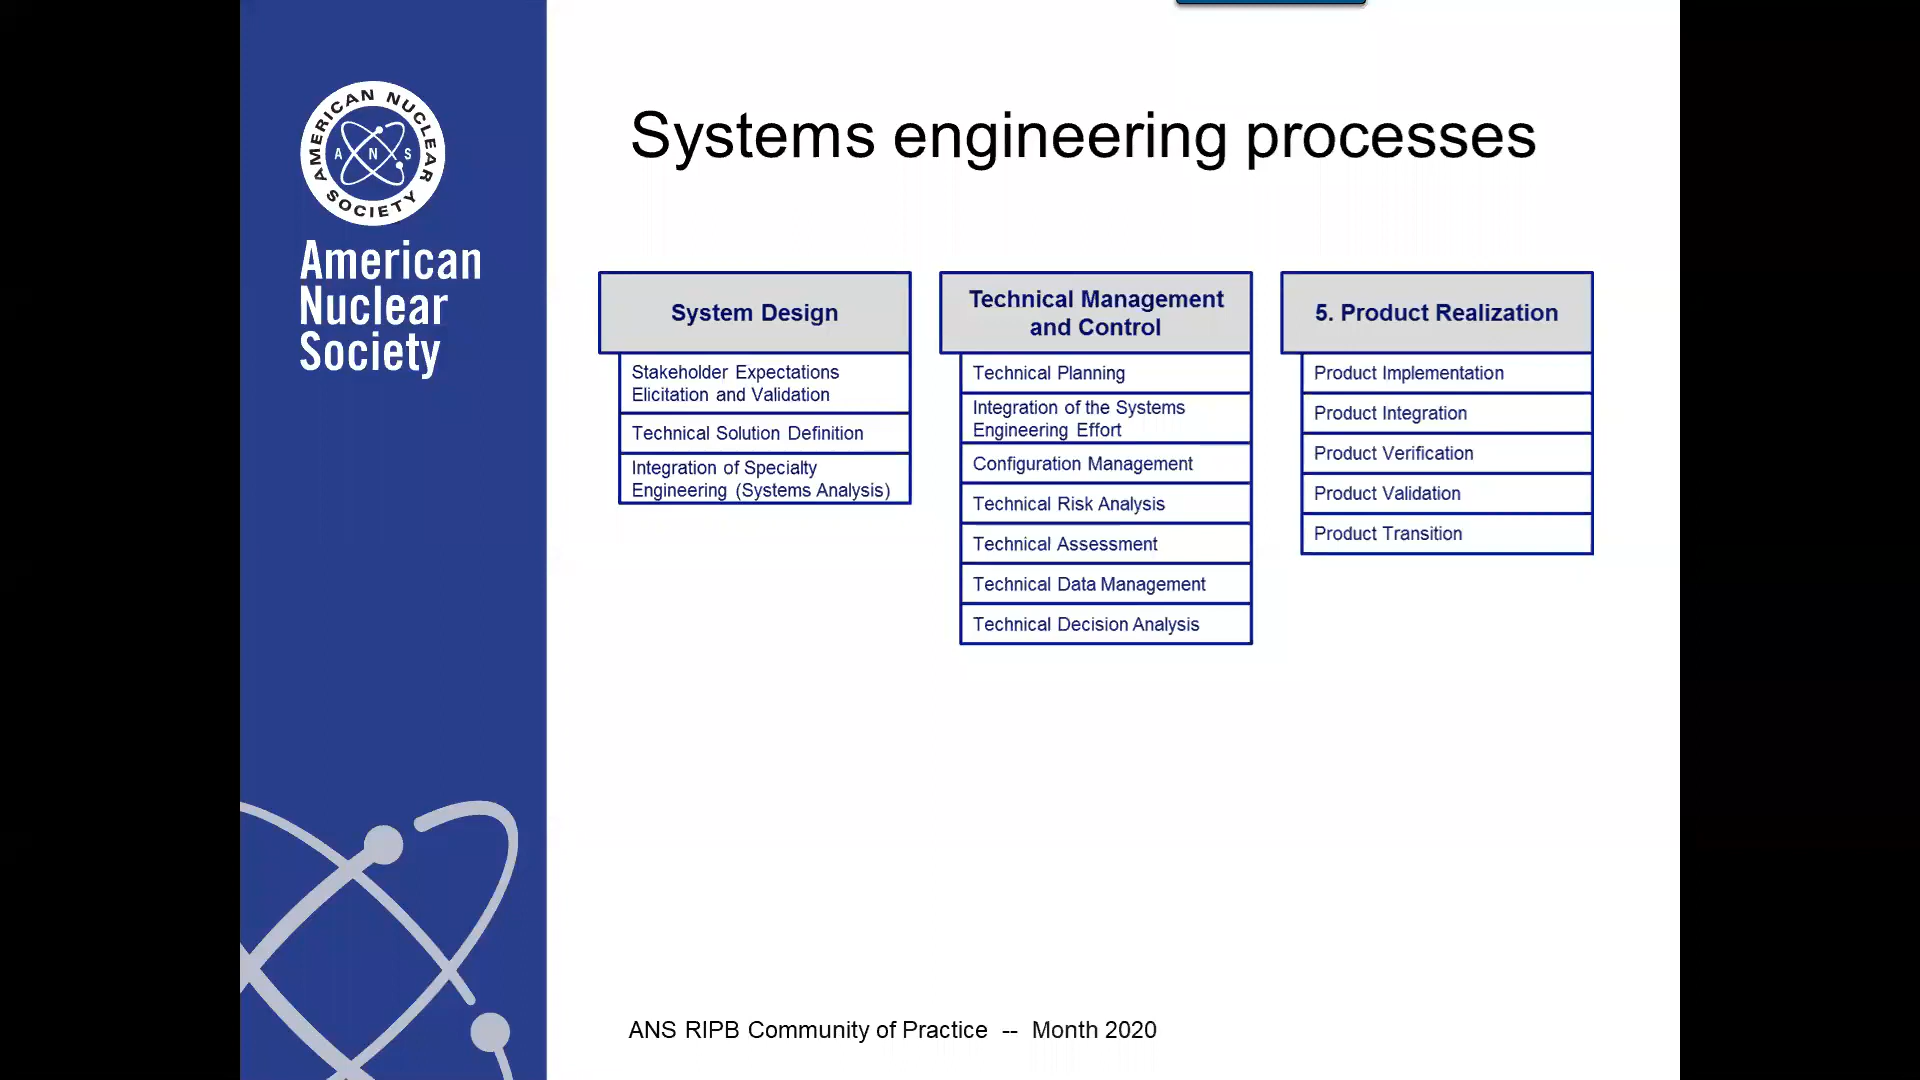 AMERICAN NUCLEAR SOCIETY
A N S
American
Nuclear
Society
Systems engineering processes
System Design
Stakeholder Expectations
Elicitation and Validation
Technical Solution Definition
Integration of Specialty
Engineering (Systems Analysis)
Technical Management
and Control
Technical Planning
Integration of the Systems
Engineering Effort
Configuration Management
Technical Risk Analysis
Technical Assessment
Technical Data Management
Technical Decision Analysis
5. Product Realization
Product Implementation
Product Integration
Product Verification
Product Validation
Product Transition
ANS RIPB Community of Practice -- Month 2020